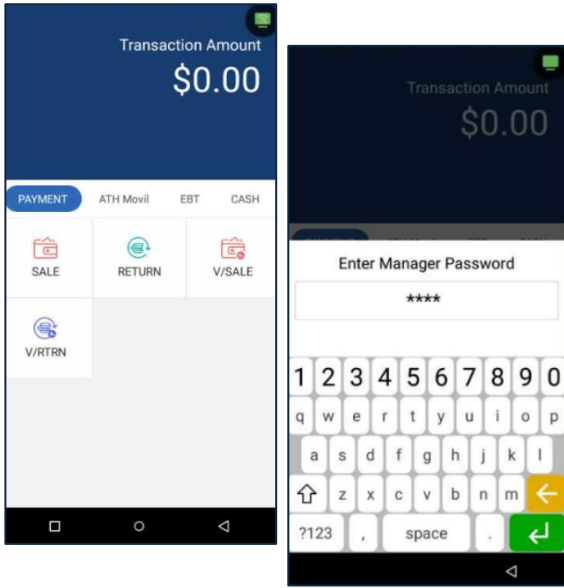 Transaction Amount
$0.00
PAYMENT ATH Movil EBT CASH
SALE RETURN V/SALE
V/RTRN
Transaction Amount
$0.00
Enter Manager Password
****
1 2 3 4 5 6 7 8 9 0
q w e r t y u i o p
a s d f g h j k l
z x c v b n m
?123 , space .